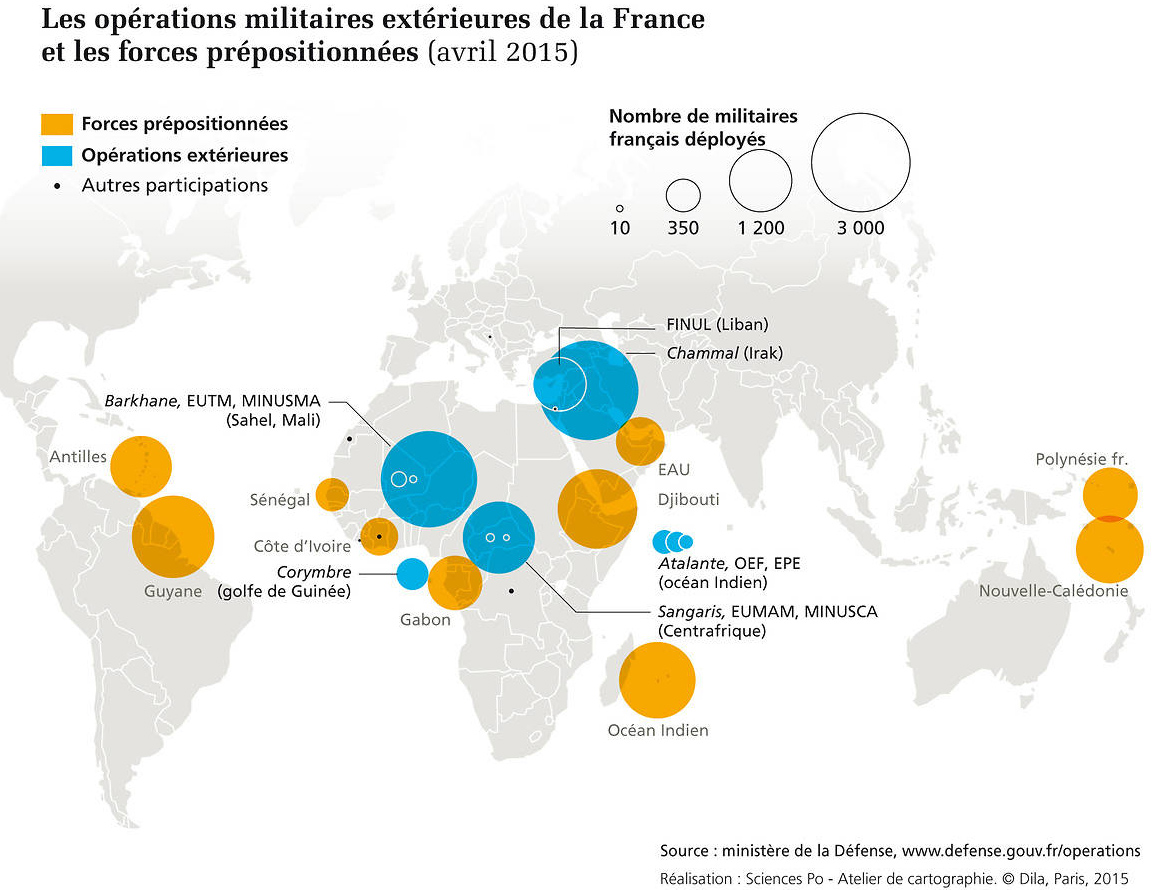 Les opérations militaires extérieures de la France
et les forces prépositionnées (avril 2015)
Forces prépositionnées
Opérations extérieures
Autres participations
Nombre de militaires
français déployés
10
350
1 200
3 000
FINUL (Liban)
Chammal (Irak)
Barkhane, EUTM, MINUSMA
(Sahel, Mali)
Antilles
EAU
Polynésie fr.
Sénégal
Djibouti
Côte d'Ivoire
Corymbre
(golfe de Guinée)
Atalante, OEF, EPE
(océan Indien)
Guyane
Nouvelle-Calédonie
Gabon
Sangaris, EUMAM, MINUSCA
(Centrafrique)
Océan Indien
Source : ministère de la Défense, www.defense.gouv.fr/operations
Réalisation : Sciences Po - Atelier de cartographie. © Dila, Paris, 2015